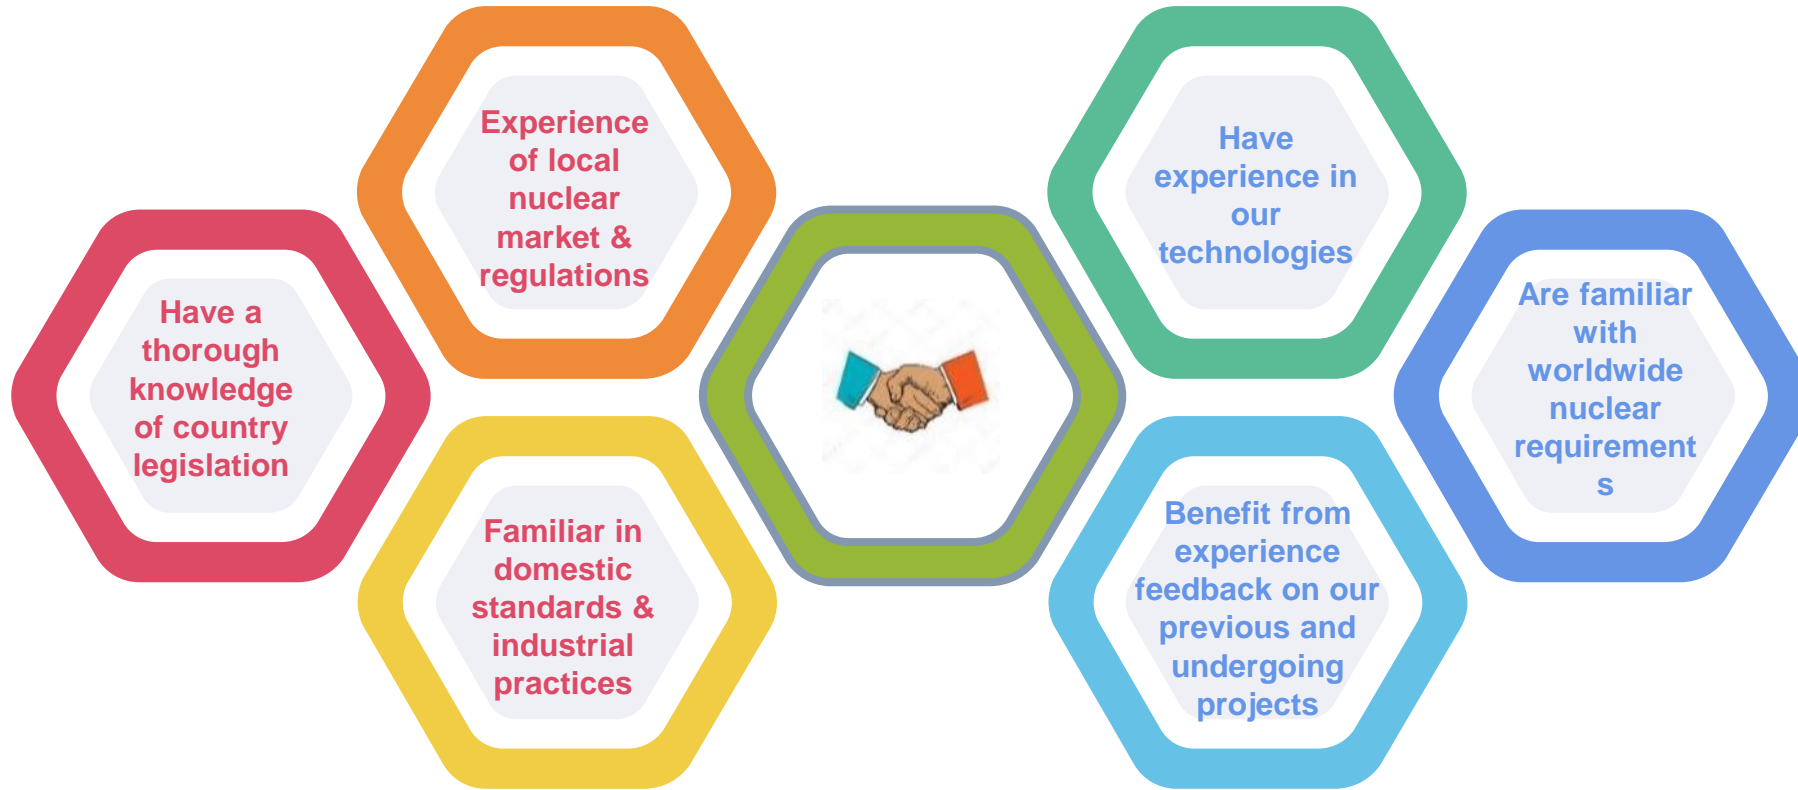 Have a
thorough
knowledge
of country
legislation
Experience
of local
nuclear
market &
regulations
Familiar in
domestic
standards &
industrial
practices
Have
experience in
our
technologies
Benefit from
experience
feedback on our
previous and
undergoing
projects
Are familiar
with
worldwide
nuclear
requirement
s